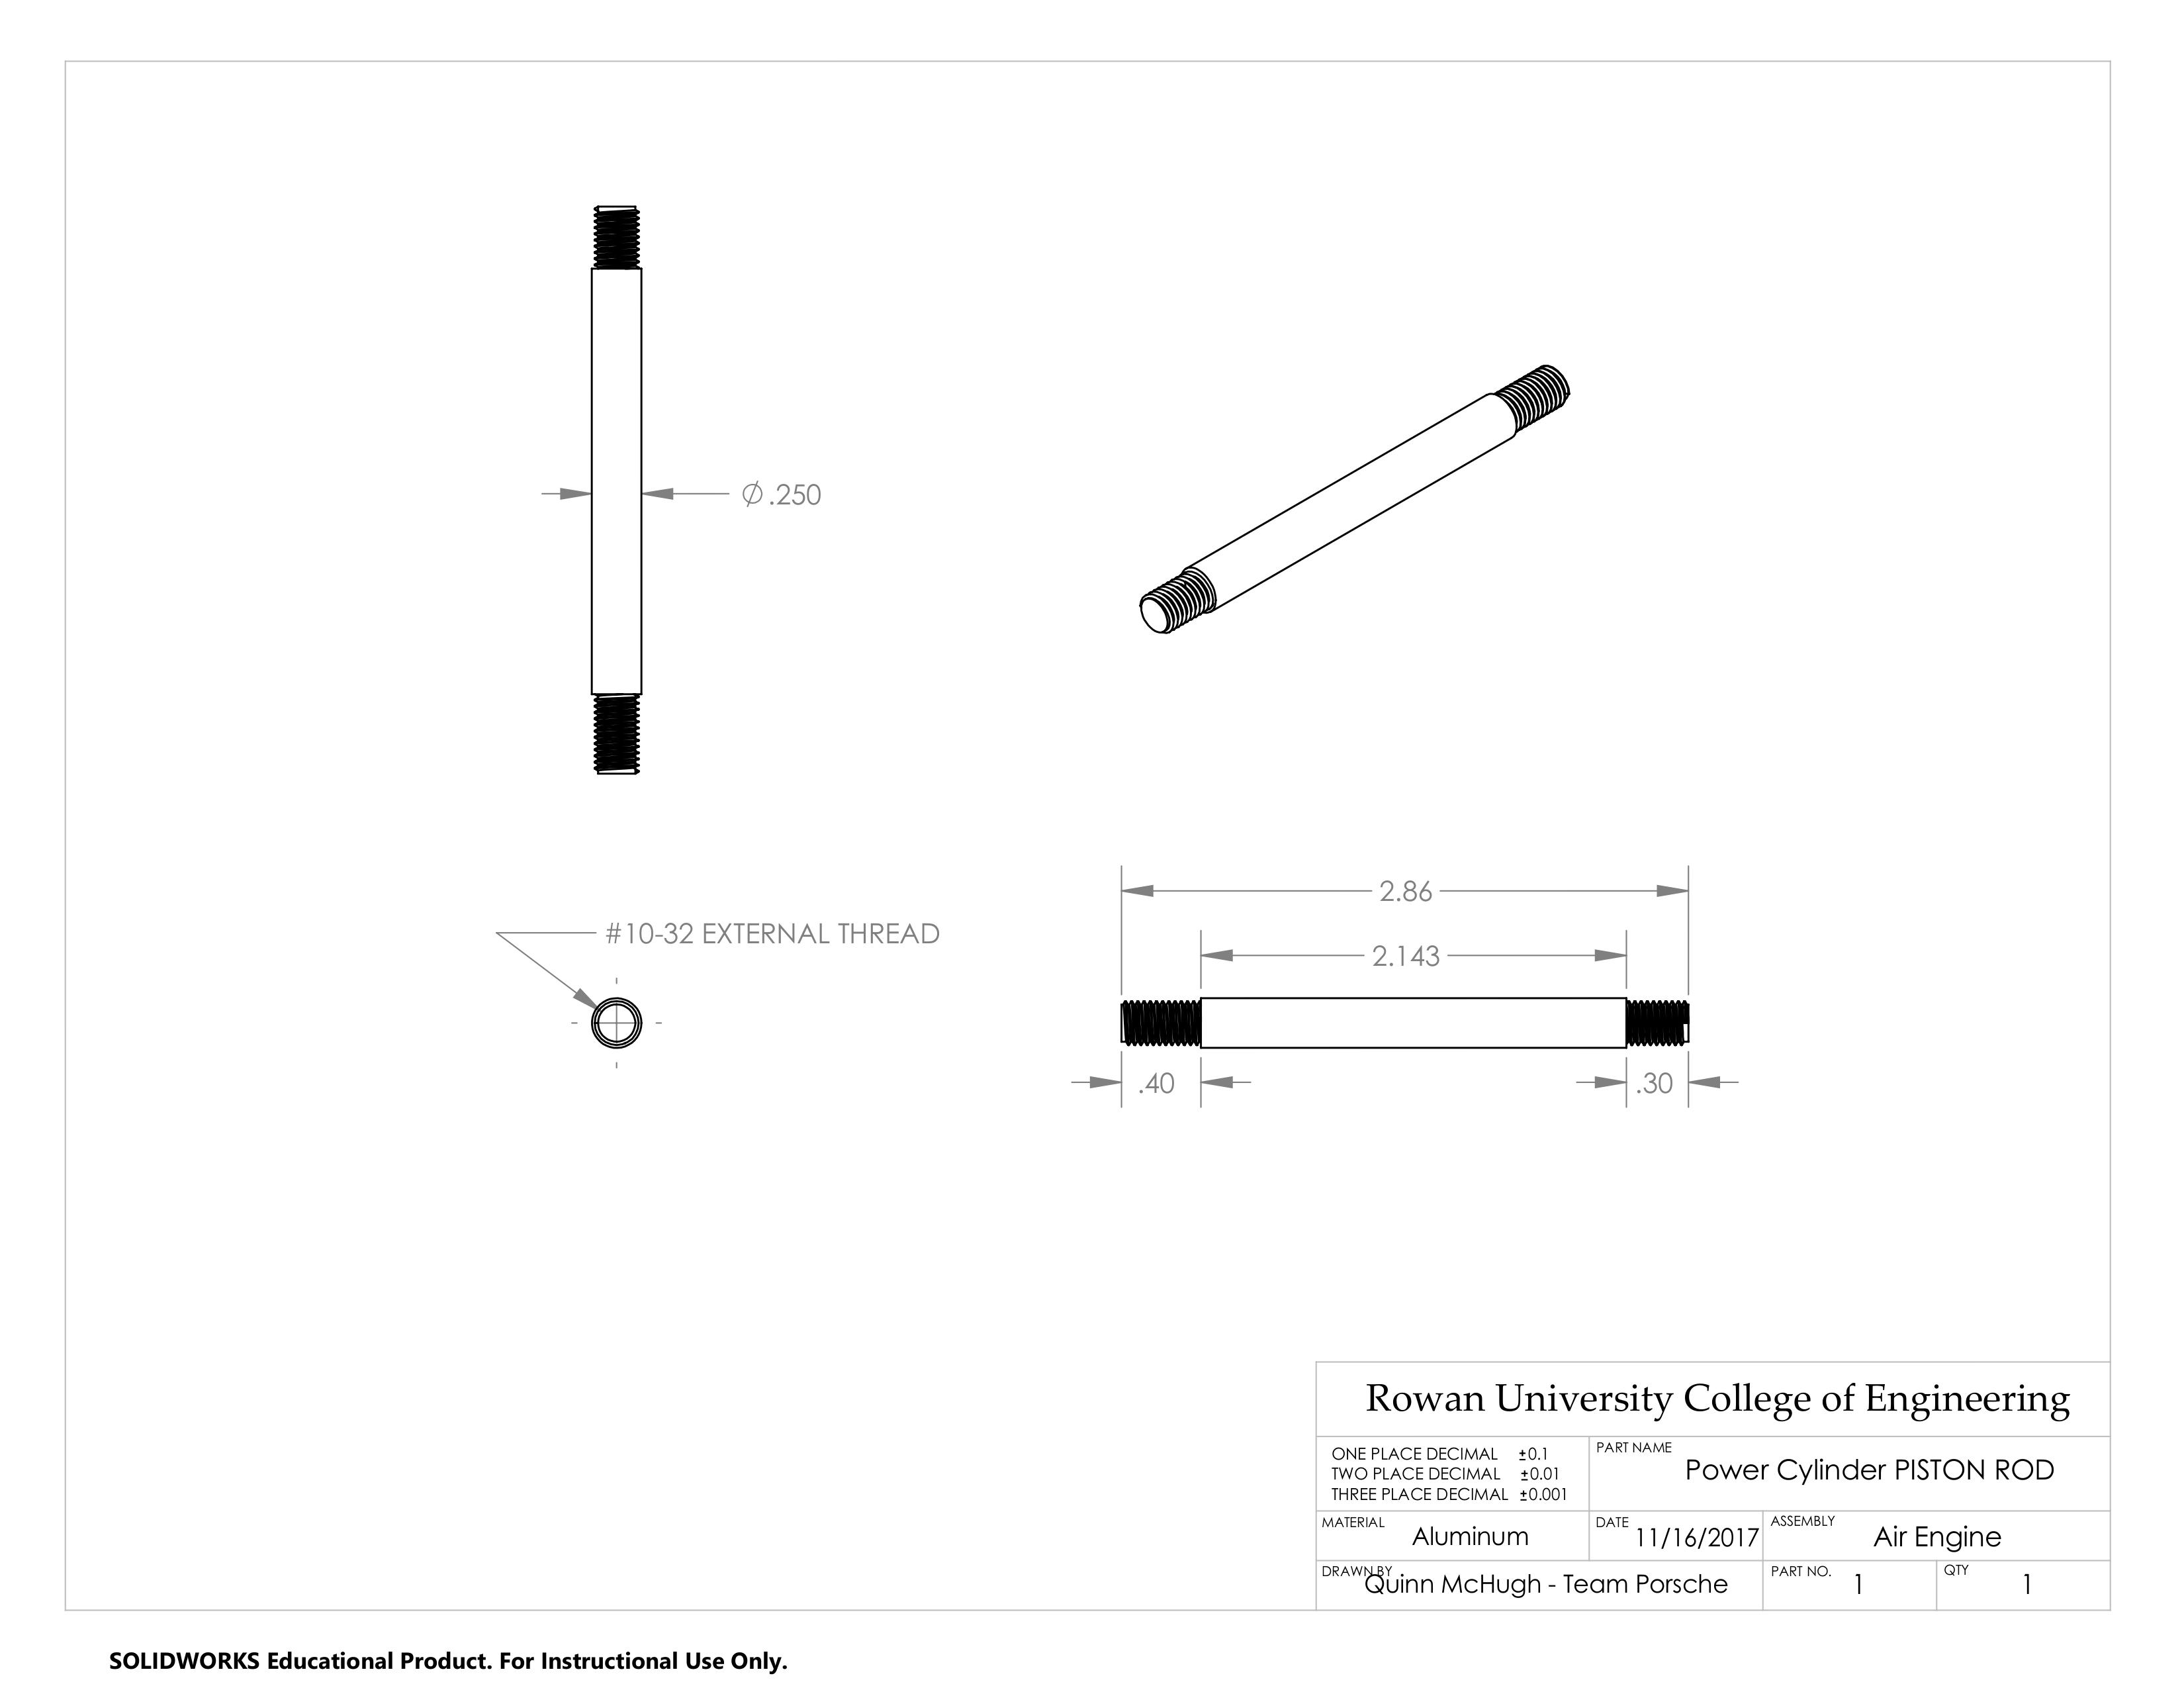 Ø .250
#10-32 EXTERNAL THREAD
2.86
2.143
.40
.30
Rowan University College of Engineering
ONE PLACE DECIMAL ±0.1
TWO PLACE DECIMAL ±0.01
THREE PLACE DECIMAL ±0.001
PART NAME
Power Cylinder PISTON ROD
MATERIAL
Aluminum
DATE
11/16/2017
ASSEMBLY
Air Engine
DRAWN BY
Quinn McHugh - Team Porsche
PART NO.
1
QTY
1
SOLIDWORKS Educational Product. For Instructional Use Only.